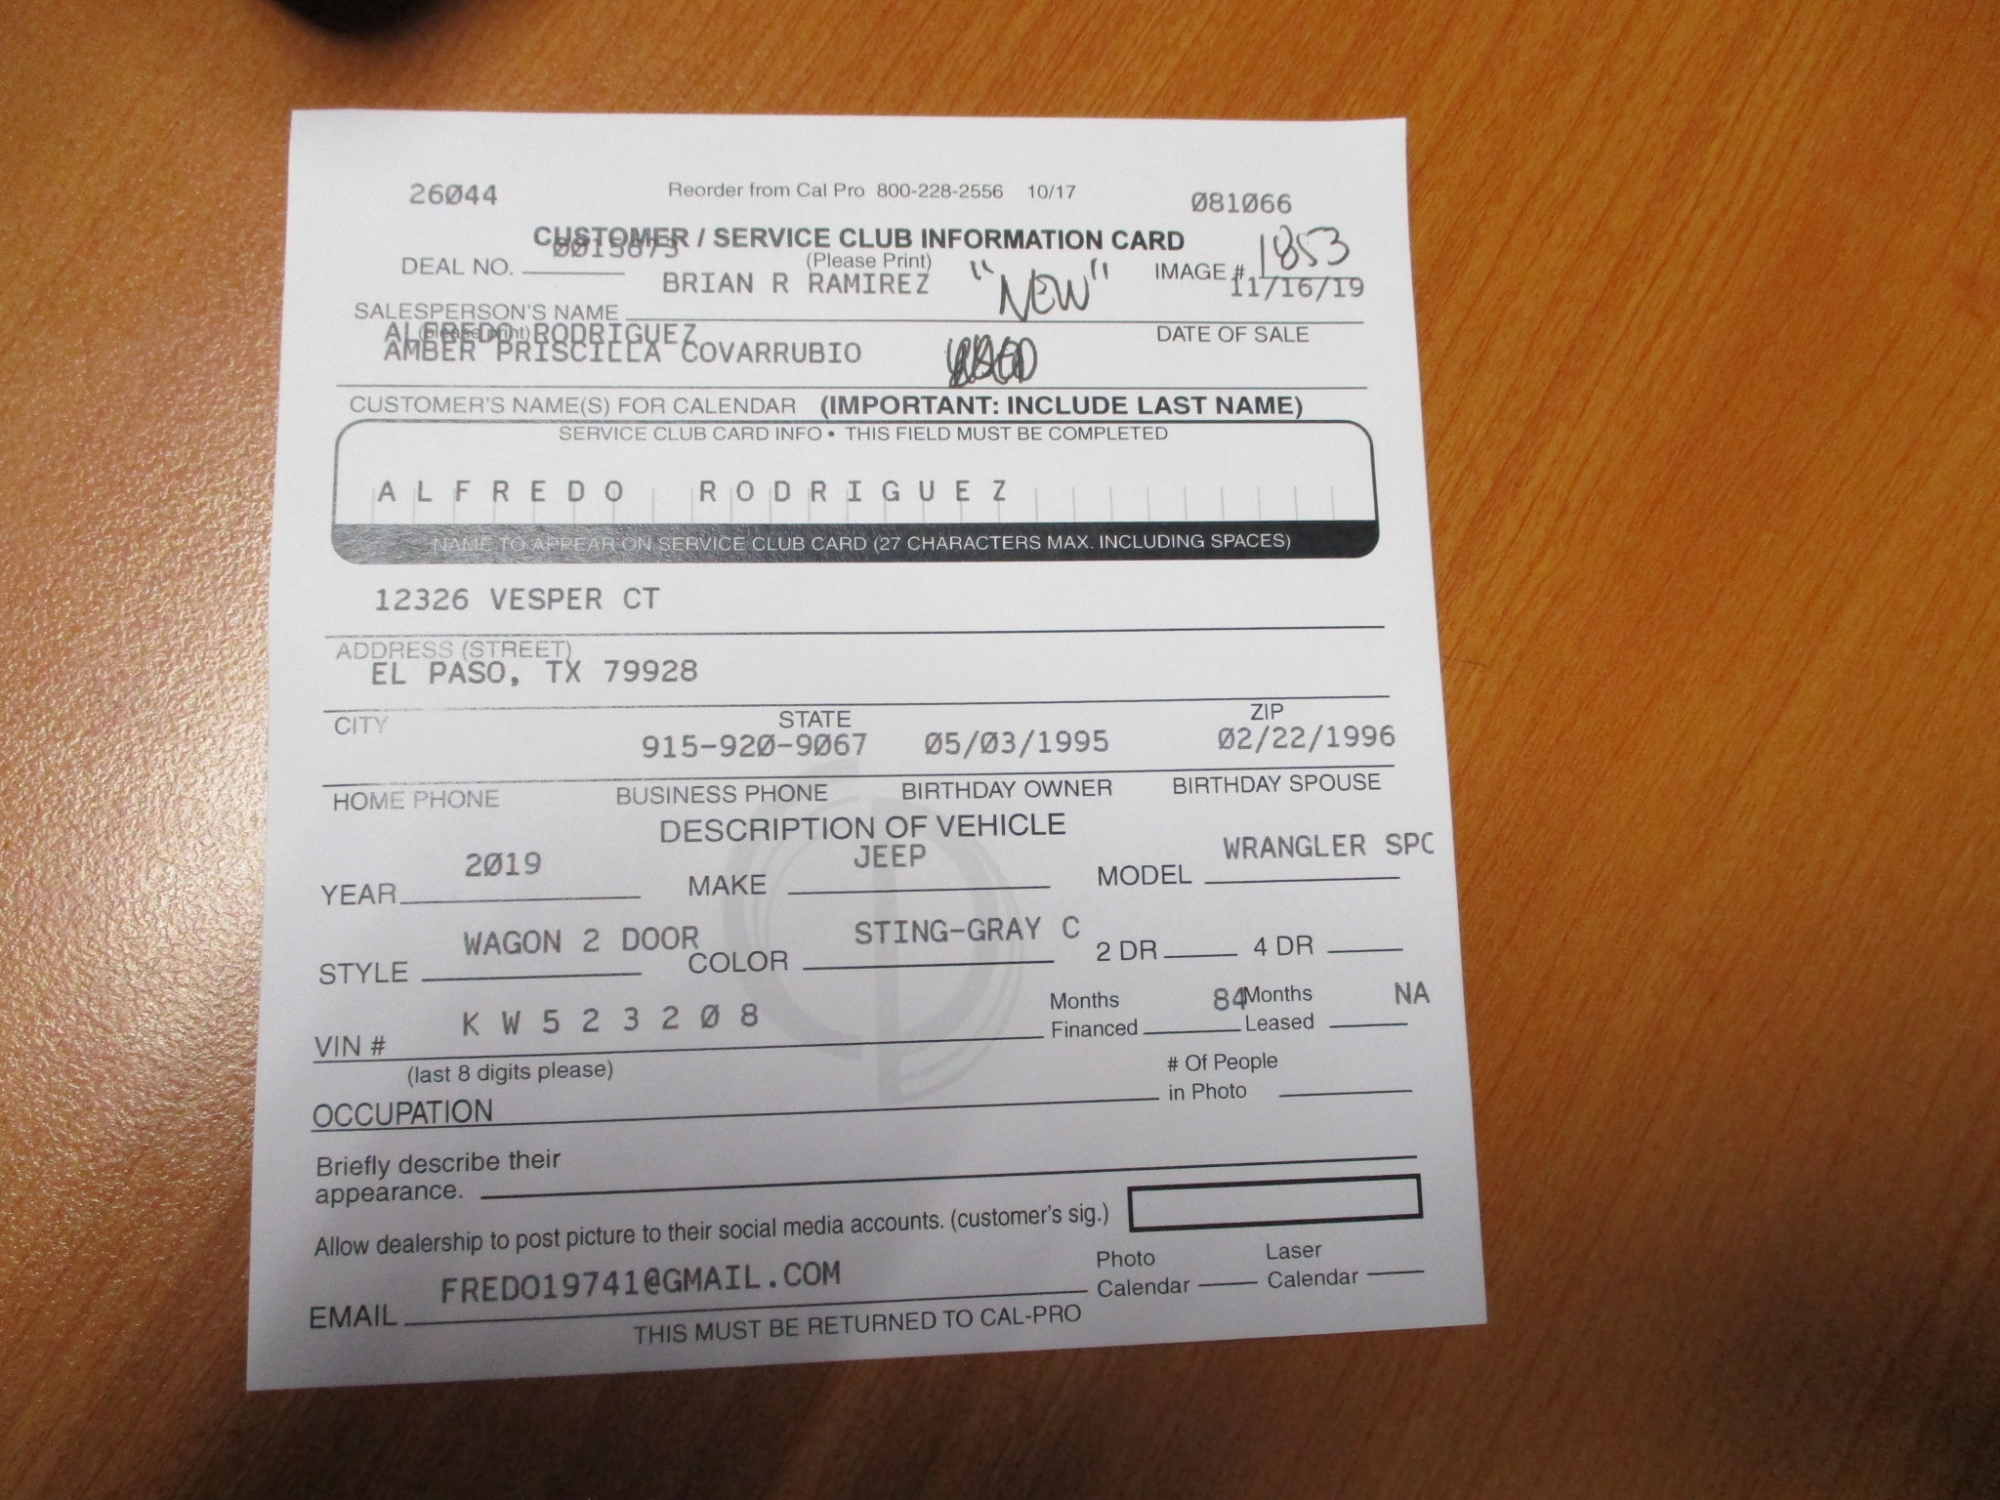 26044 Reorder from Cal Pro 800-228-2556 10/17 081066
CUSTOMER / SERVICE CLUB INFORMATION CARD
DEAL NO. (Please Print) "NEW" IMAGE # 1853
BRIAN R RAMIREZ 11/16/19
SALESPERSON'S NAME
(please print) DATE OF SALE
ALFREDO RODRIGUEZ
AMBER PRISCILLA COVARRUBIO
CUSTOMER'S NAME(S) FOR CALENDAR (IMPORTANT: INCLUDE LAST NAME)
SERVICE CLUB CARD INFO • THIS FIELD MUST BE COMPLETED
ALFREDO RODRIGUEZ
NAME TO APPEAR ON SERVICE CLUB CARD (27 CHARACTERS MAX. INCLUDING SPACES)
12326 VESPER CT
ADDRESS (STREET)
EL PASO, TX 79928
CITY STATE ZIP
915-920-9067 05/03/1995 02/22/1996
HOME PHONE BUSINESS PHONE BIRTHDAY OWNER BIRTHDAY SPOUSE
DESCRIPTION OF VEHICLE
YEAR 2019 MAKE JEEP MODEL WRANGLER SPO
STYLE WAGON 2 DOOR COLOR STING-GRAY C 2 DR 4 DR
VIN # KW523208 Months Financed 84 Months Leased NA
(last 8 digits please)
OCCUPATION # Of People in Photo
Briefly describe their
appearance.
Allow dealership to post picture to their social media accounts. (customer's sig.)
EMAIL FREDO19741@GMAIL.COM Photo Calendar Laser Calendar
THIS MUST BE RETURNED TO CAL-PRO